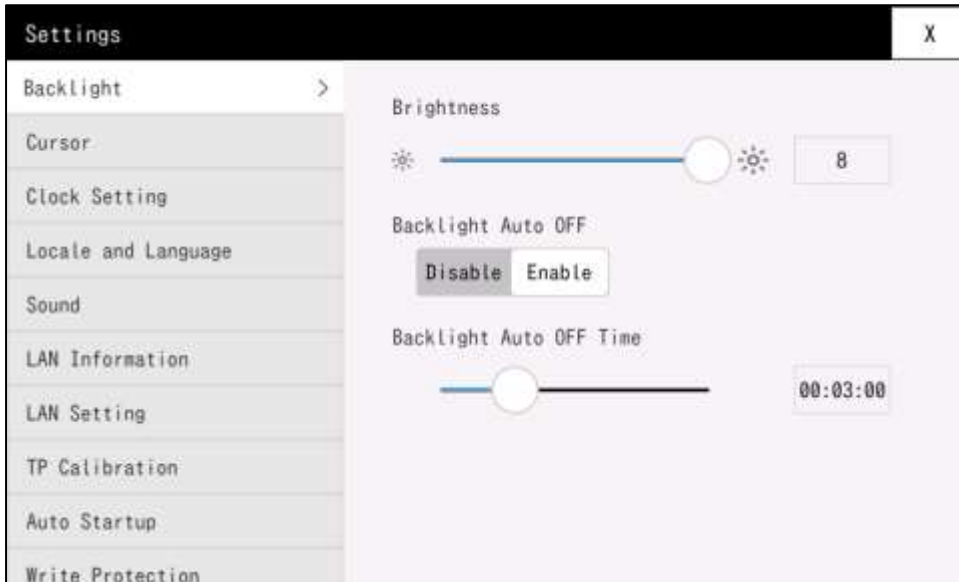 Settings
X
Backlight >
Cursor
Clock Setting
Locale and Language
Sound
LAN Information
LAN Setting
TP Calibration
Auto Startup
Write Protection
Brightness
8
Backlight Auto OFF
Disable Enable
Backlight Auto OFF Time
00:03:00